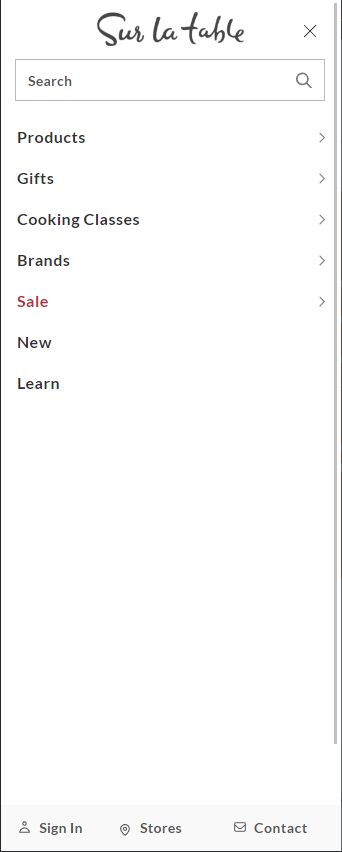 Sur la table
Search
Products
Gifts
Cooking Classes
Brands
Sale
New
Learn
Sign In Stores Contact